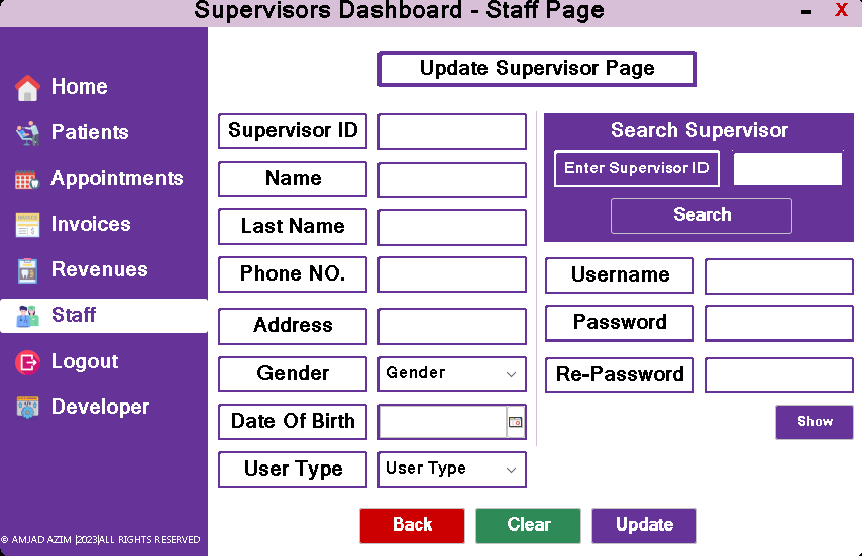 Supervisors Dashboard - Staff Page
X
Home
Patients
Appointments
Invoices
Revenues
Staff
Logout
Developer
© AMJAD AZIM |2023|ALL RIGHTS RESERVED
Update Supervisor Page
Supervisor ID
Name
Last Name
Phone NO.
Address
Gender
Gender
Date Of Birth
User Type
User Type
Search Supervisor
Enter Supervisor ID
Search
Username
Password
Re-Password
Show
Back
Clear
Update